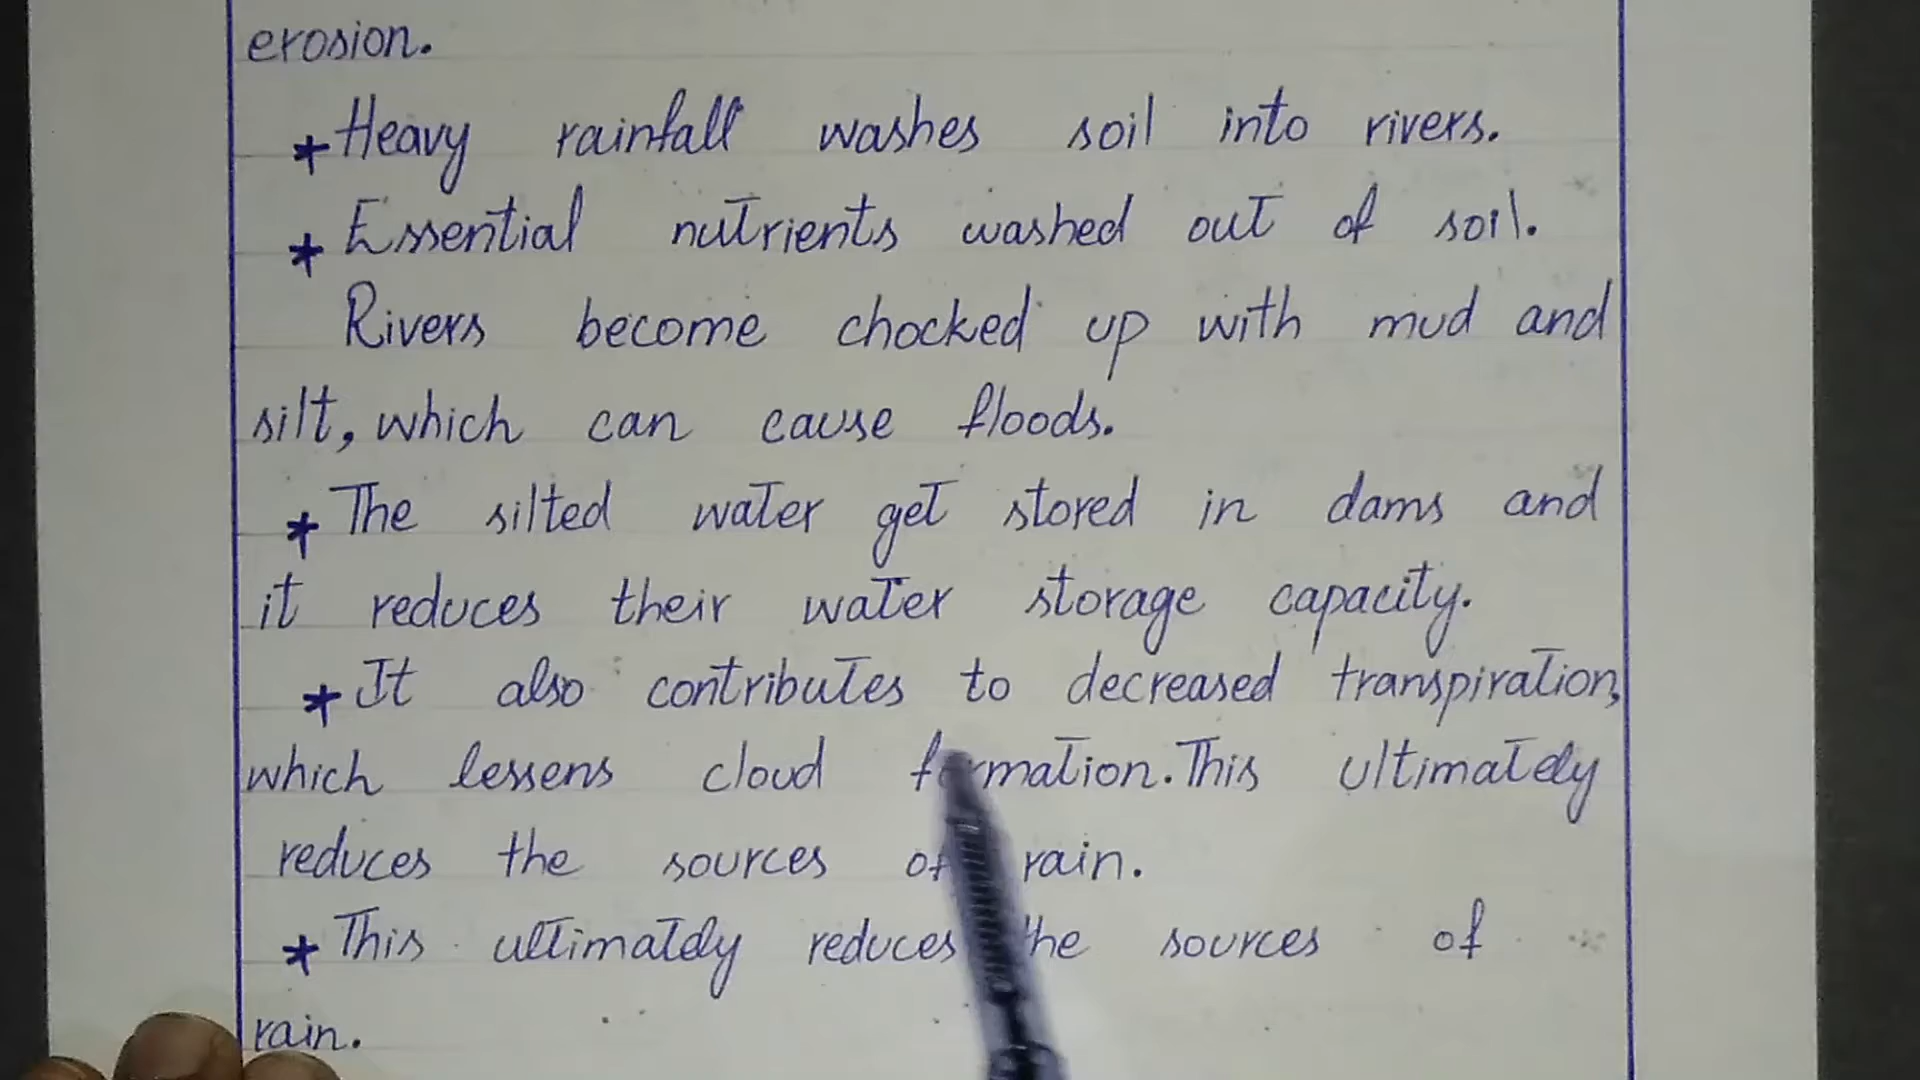 erosion.
* Heavy rainfall washes soil into rivers.
* Essential nutrients washed out of soil.
Rivers become chocked up with mud and
silt, which can cause floods.
* The silted water get stored in dams and
it reduces their water storage capacity.
* It also contributes to decreased transpiration,
which lessens cloud formation. This ultimately
reduces the sources of rain.
* This ultimately reduces the sources of
rain.